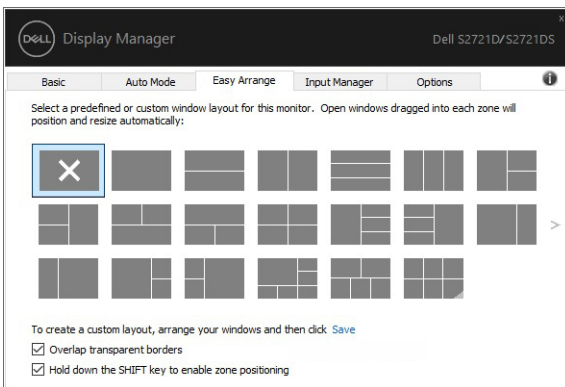 x
DELL Display Manager Dell S2721D/S2721DS
Basic Auto Mode Easy Arrange Input Manager Options i
Select a predefined or custom window layout for this monitor. Open windows dragged into each zone will
position and resize automatically:
>
To create a custom layout, arrange your windows and then click Save
Overlap transparent borders
Hold down the SHIFT key to enable zone positioning